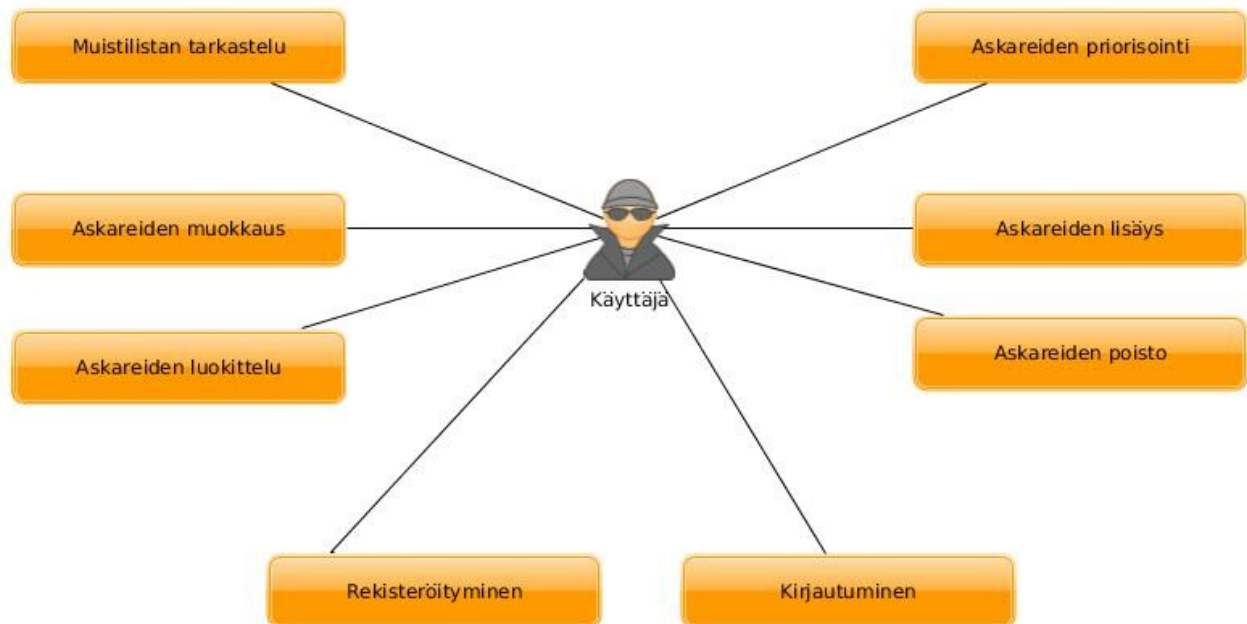 Muistilistan tarkastelu
Askareiden priorisointi
Askareiden muokkaus
Askareiden lisäys
Käyttäjä
Askareiden luokittelu
Askareiden poisto
Rekisteröityminen
Kirjautuminen